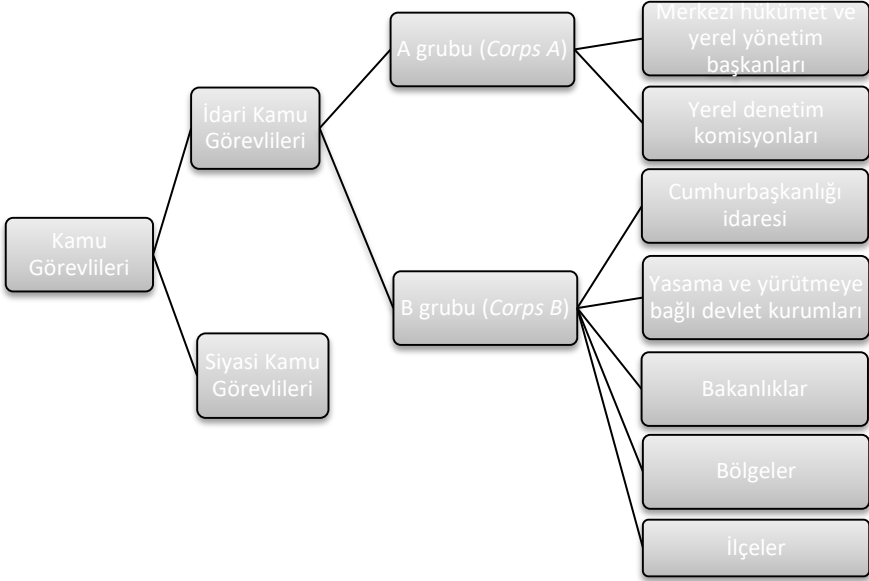 Kamu
Görevlileri
İdari Kamu
Görevlileri
Siyasi Kamu
Görevlileri
A grubu (Corps A)
B grubu (Corps B)
Merkezi hükümet ve
yerel yönetim
başkanları
Yerel denetim
komisyonları
Cumhurbaşkanlığı
idaresi
Yasama ve yürütmeye
bağlı devlet kurumları
Bakanlıklar
Bölgeler
İlçeler